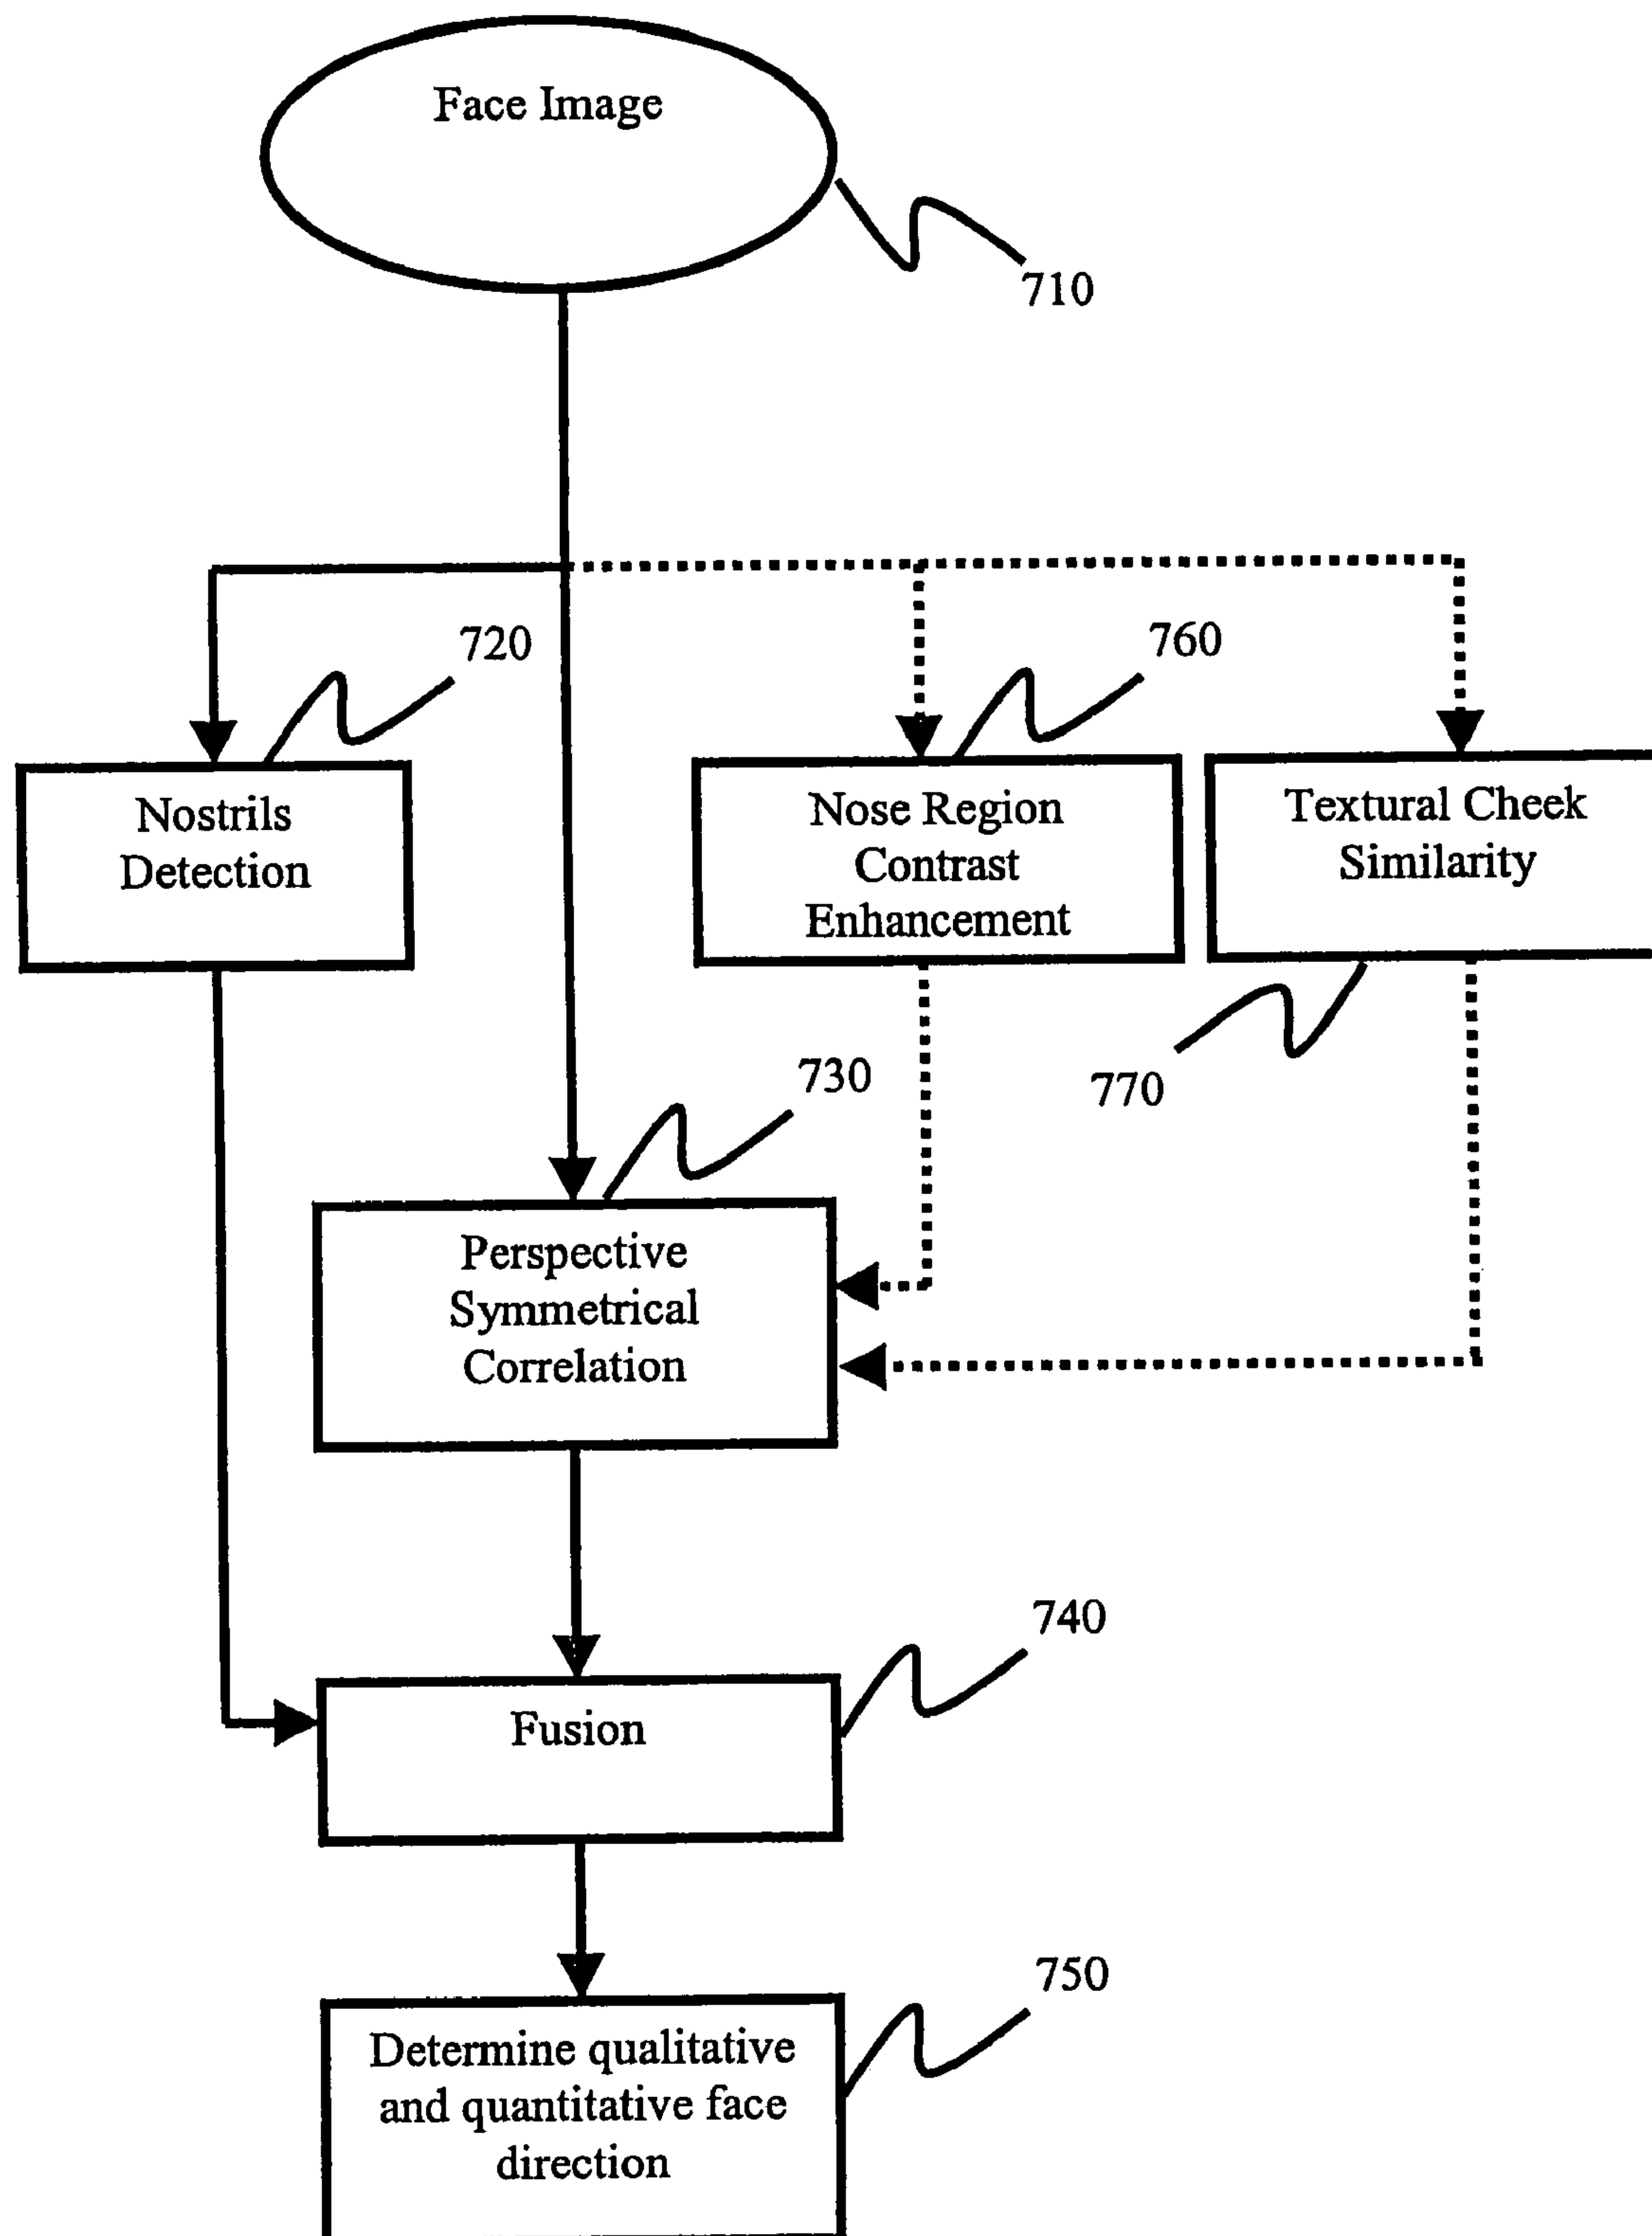 Face Image
710
720
760
Nostrils
Detection
Nose Region
Contrast
Enhancement
Textural Cheek
Similarity
730
770
Perspective
Symmetrical
Correlation
740
Fusion
750
Determine qualitative
and quantitative face
direction